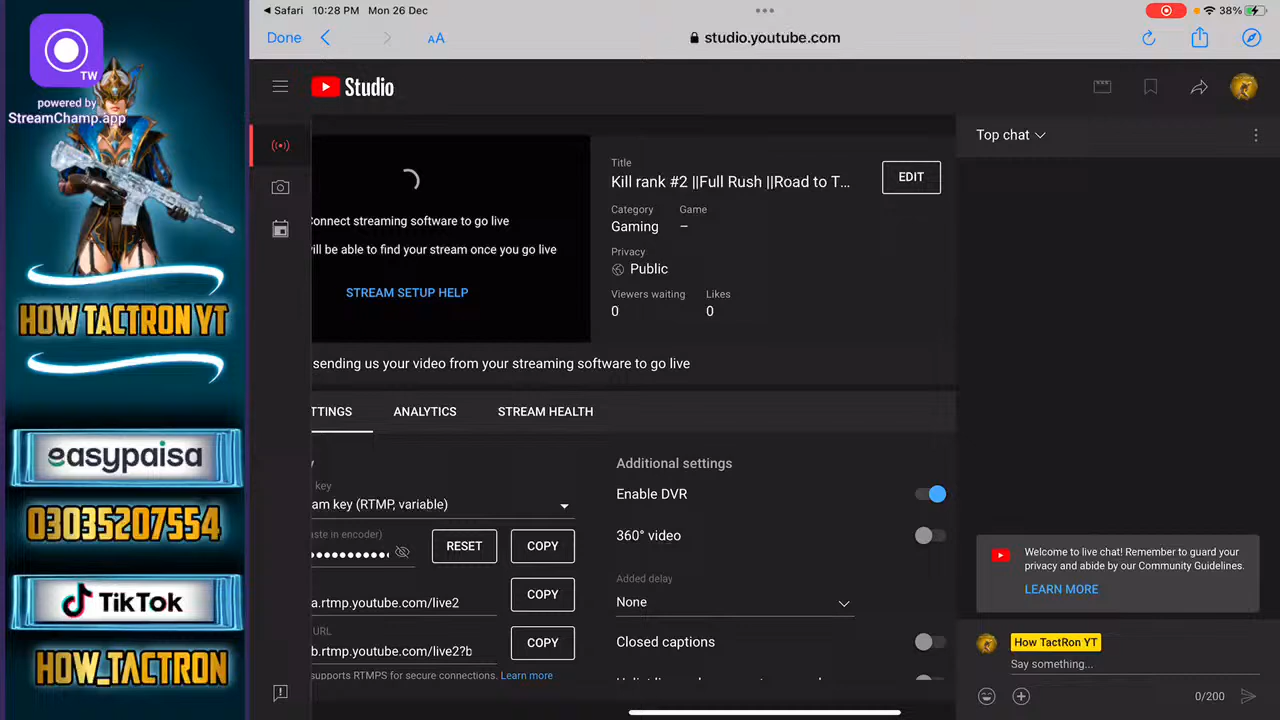 Safari 10:28 PM Mon 26 Dec
38%
Done
AA
studio.youtube.com
TW
powered by
StreamChamp.app
HOW TACTRON YT
easypaisa
03035207554
TikTok
HOW_TACTRON
Studio
Connect streaming software to go live
ill be able to find your stream once you go live
STREAM SETUP HELP
Title
Kill rank #2 ||Full Rush ||Road to T...
EDIT
Category Game
Gaming –
Privacy
Public
Viewers waiting Likes
0 0
sending us your video from your streaming software to go live
TTINGS ANALYTICS STREAM HEALTH
y
key
am key (RTMP, variable)
aste in encoder)
RESET COPY
a.rtmp.youtube.com/live2
COPY
URL
b.rtmp.youtube.com/live2?b
COPY
supports RTMPS for secure connections. Learn more
Additional settings
Enable DVR
360° video
Added delay
None
Closed captions
Top chat
Welcome to live chat! Remember to guard your
privacy and abide by our Community Guidelines.
LEARN MORE
How TactRon YT
Say something...
0/200